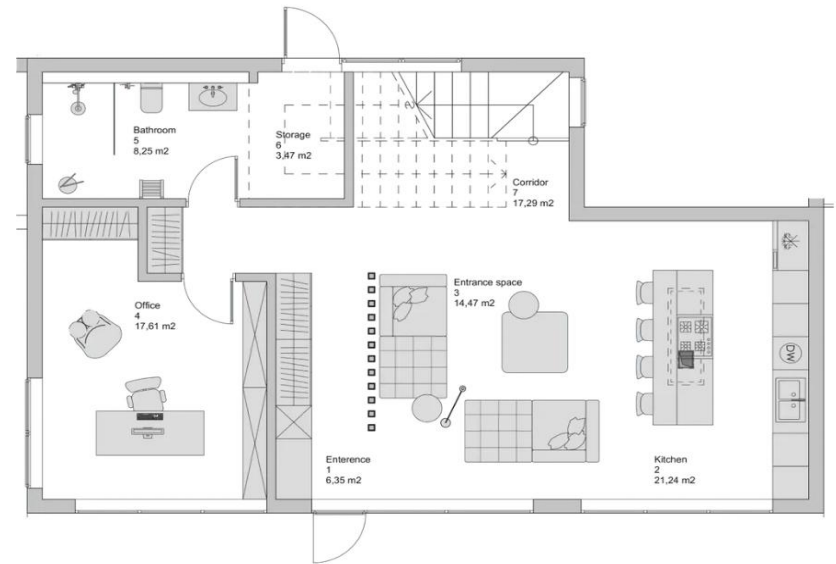 Bathroom
5
8,25 m2
Storage
6
3,47 m2
Corridor
7
17,29 m2
Office
4
17,61 m2
Entrance space
3
14,47 m2
DW
Enterence
1
6,35 m2
Kitchen
2
21,24 m2